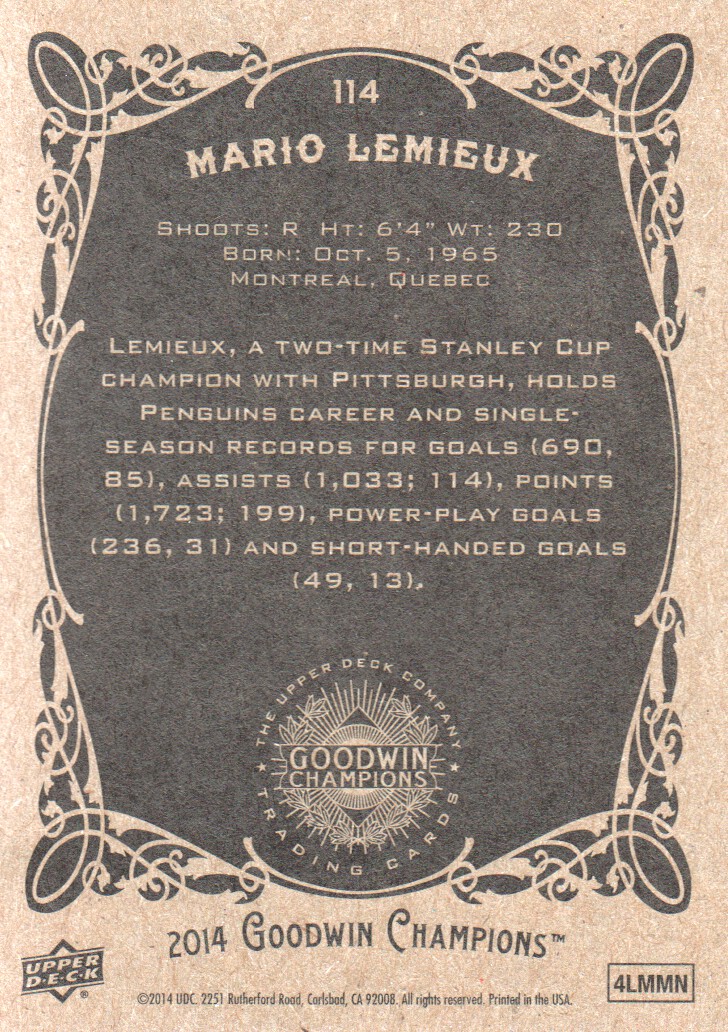 114
MARIO LEMIEUX
SHOOTS: R HT: 6'4" WT: 230
BORN: OCT. 5, 1965
MONTREAL, QUEBEC
LEMIEUX, A TWO-TIME STANLEY CUP
CHAMPION WITH PITTSBURGH, HOLDS
PENGUINS CAREER AND SINGLE-
SEASON RECORDS FOR GOALS (690,
85), ASSISTS (1,033; 114), POINTS
(1,723; 199), POWER-PLAY GOALS
(236, 31) AND SHORT-HANDED GOALS
(49, 13).
THE UPPER DECK COMPANY
GOODWIN
CHAMPIONS
★ TRADING CARDS ★
2014 GOODWIN CHAMPIONS™
UPPER
D·E·C·K
®
©2014 UDC. 2251 Rutherford Road, Carlsbad, CA 92008. All rights reserved. Printed in the USA.
4LMMN